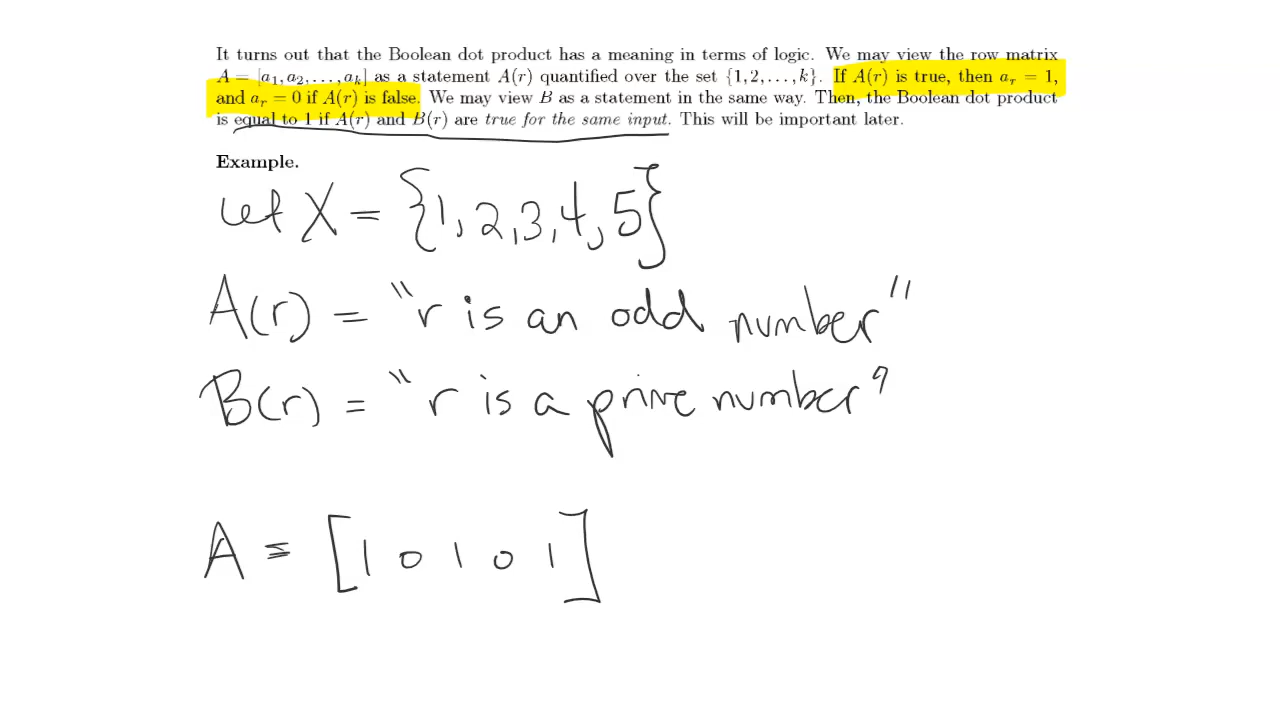 It turns out that the Boolean dot product has a meaning in terms of logic. We may view the row matrix
A = [a₁, a₂, . . . , aₖ] as a statement A(r) quantified over the set {1, 2, . . . , k}. If A(r) is true, then aᵣ = 1,
and aᵣ = 0 if A(r) is false. We may view B as a statement in the same way. Then, the Boolean dot product
is equal to 1 if A(r) and B(r) are true for the same input. This will be important later.
Example.
let X = {1, 2, 3, 4, 5}
A(r) = "r is an odd number"
B(r) = "r is a prime number"
A = [1 0 1 0 1]